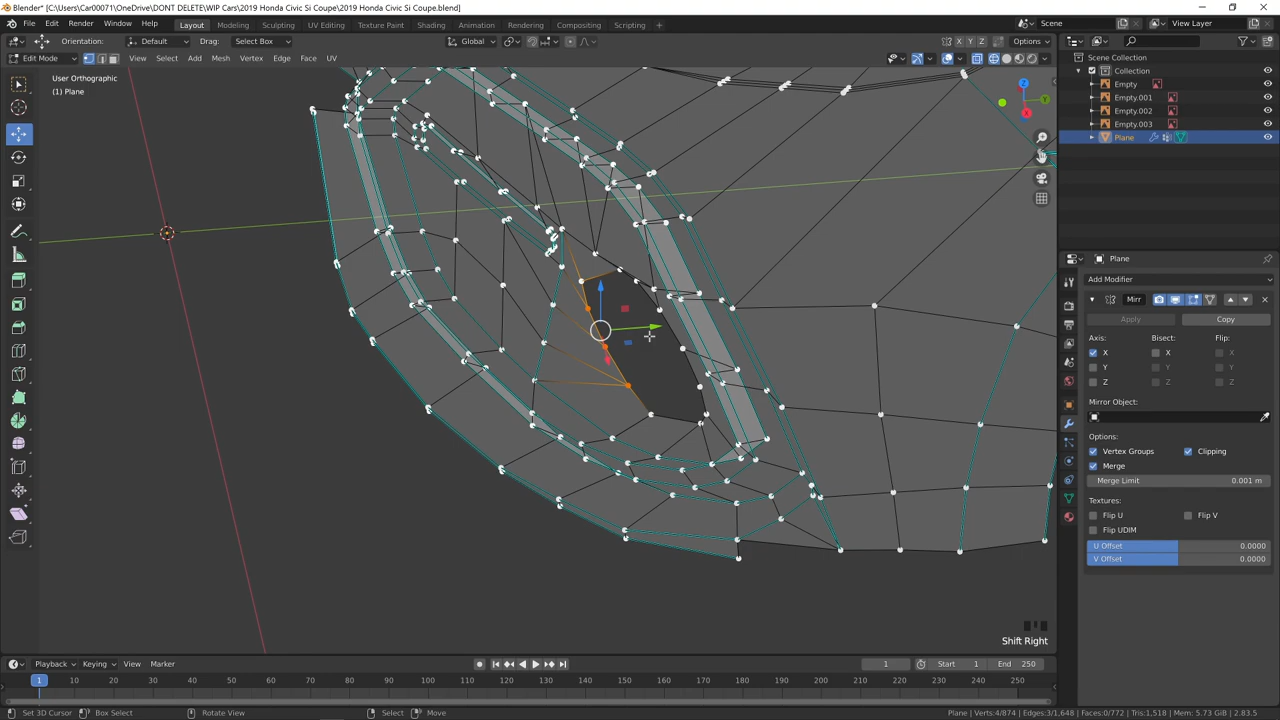 Blender* [C:\Users\Car00071\OneDrive\DONT DELETE\WIP Cars\2019 Honda Civic Si Coupe\2019 Honda Civic Si Coupe.blend]
File Edit Render Window Help Layout Modeling Sculpting UV Editing Texture Paint Shading Animation Rendering Compositing Scripting Scene View Layer
Orientation: Default Drag: Select Box Global X Y Z Options
Edit Mode View Select Add Mesh Vertex Edge Face UV
User Orthographic
(1) Plane
Z
Y
X
Scene Collection
Collection
Empty
Empty.001
Empty.002
Empty.003
Plane
Plane
Add Modifier
Mirr
Apply Copy
Axis: Bisect: Flip:
X X X
Y Y Y
Z Z Z
Mirror Object:
Options:
Vertex Groups Clipping
Merge
Merge Limit 0.001 m
Textures:
Flip U Flip V
Flip UDIM
U Offset 0.0000
V Offset 0.0000
Shift Right
Playback Keying View Marker 1 Start 1 End 250
1 10 20 30 40 50 60 70 80 90 100 110 120 130 140 150 160 170 180 190 200 210 220 230 240 250
Set 3D Cursor Box Select Rotate View Select Move Plane | Verts:4/874 | Edges:3/1,648 | Faces:0/772 | Tris:1,518 | Mem: 5.73 GiB | 2.83.5